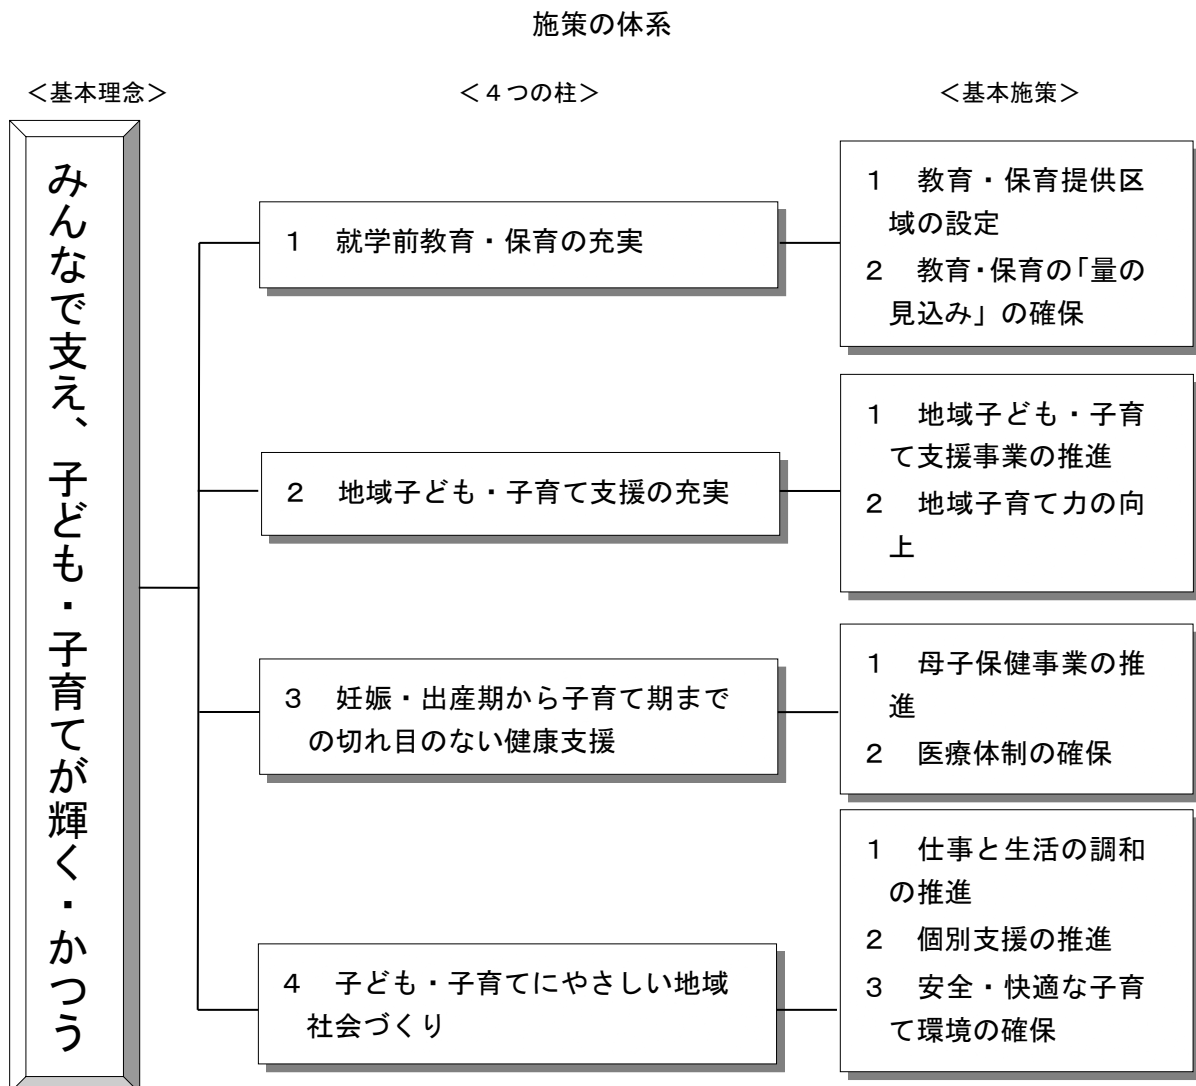 施策の体系
＜基本理念＞
＜４つの柱＞
＜基本施策＞
みんなで支え、子ども・子育てが輝く・かつう
１　就学前教育・保育の充実
１　教育・保育提供区
域の設定
２　教育・保育の「量の
見込み」の確保
２　地域子ども・子育て支援の充実
１　地域子ども・子育
て支援事業の推進
２　地域子育て力の向
上
３　妊娠・出産期から子育て期まで
の切れ目のない健康支援
１　母子保健事業の推
進
２　医療体制の確保
４　子ども・子育てにやさしい地域
社会づくり
１　仕事と生活の調和
の推進
２　個別支援の推進
３　安全・快適な子育
て環境の確保